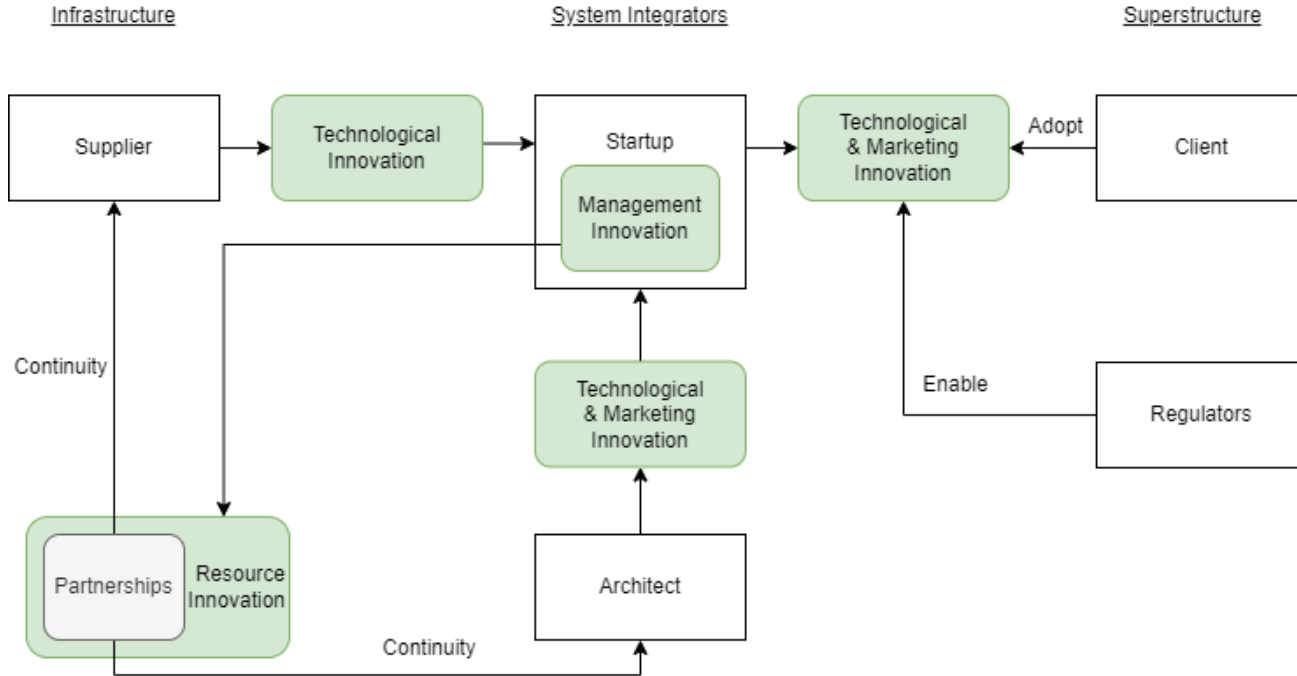 Infrastructure
System Integrators
Superstructure
Supplier
Technological
Innovation
Startup
Management
Innovation
Technological
& Marketing
Innovation
Adopt
Client
Continuity
Technological
& Marketing
Innovation
Enable
Regulators
Partnerships
Resource
Innovation
Architect
Continuity